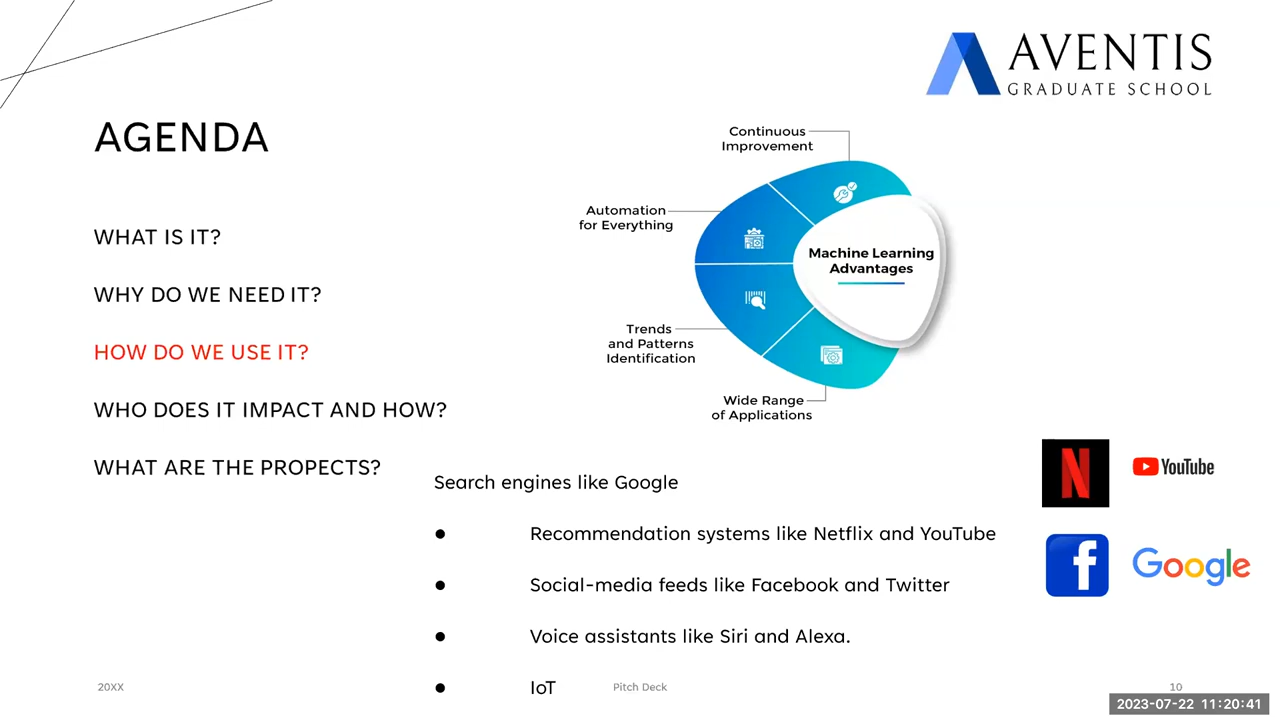 AVENTIS
GRADUATE SCHOOL
AGENDA
WHAT IS IT?
WHY DO WE NEED IT?
HOW DO WE USE IT?
WHO DOES IT IMPACT AND HOW?
WHAT ARE THE PROPECTS?
Continuous
Improvement
Automation
for Everything
Machine Learning
Advantages
Trends
and Patterns
Identification
Wide Range
of Applications
N
YouTube
f
Google
Search engines like Google
● Recommendation systems like Netflix and YouTube
● Social-media feeds like Facebook and Twitter
● Voice assistants like Siri and Alexa.
● IoT
20XX
Pitch Deck
10
2023-07-22 11:20:41